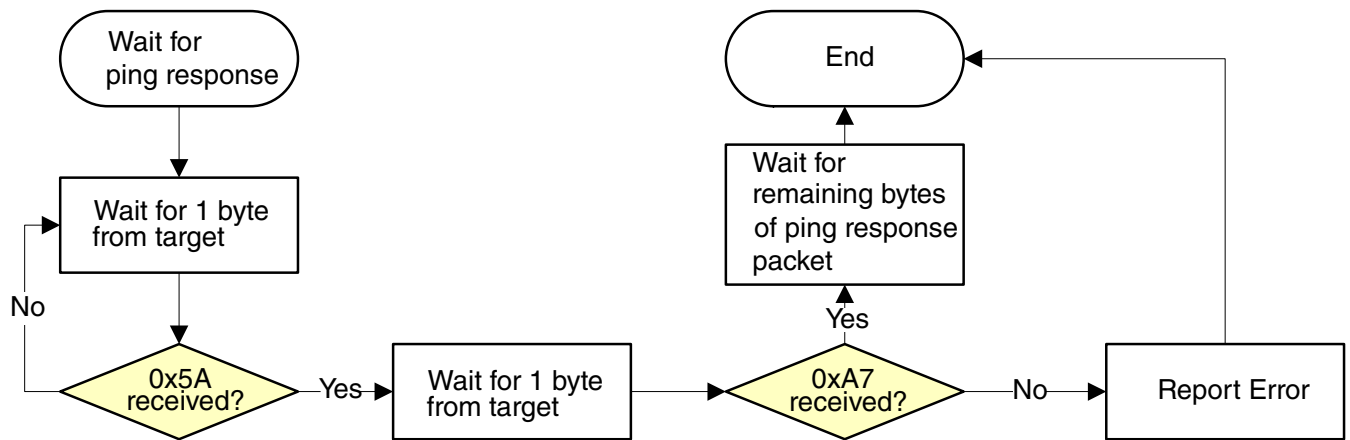 Wait for
ping response
Wait for 1 byte
from target
No
0x5A
received?
Yes
Wait for 1 byte
from target
0xA7
received?
Yes
Wait for
remaining bytes
of ping response
packet
End
No
Report Error